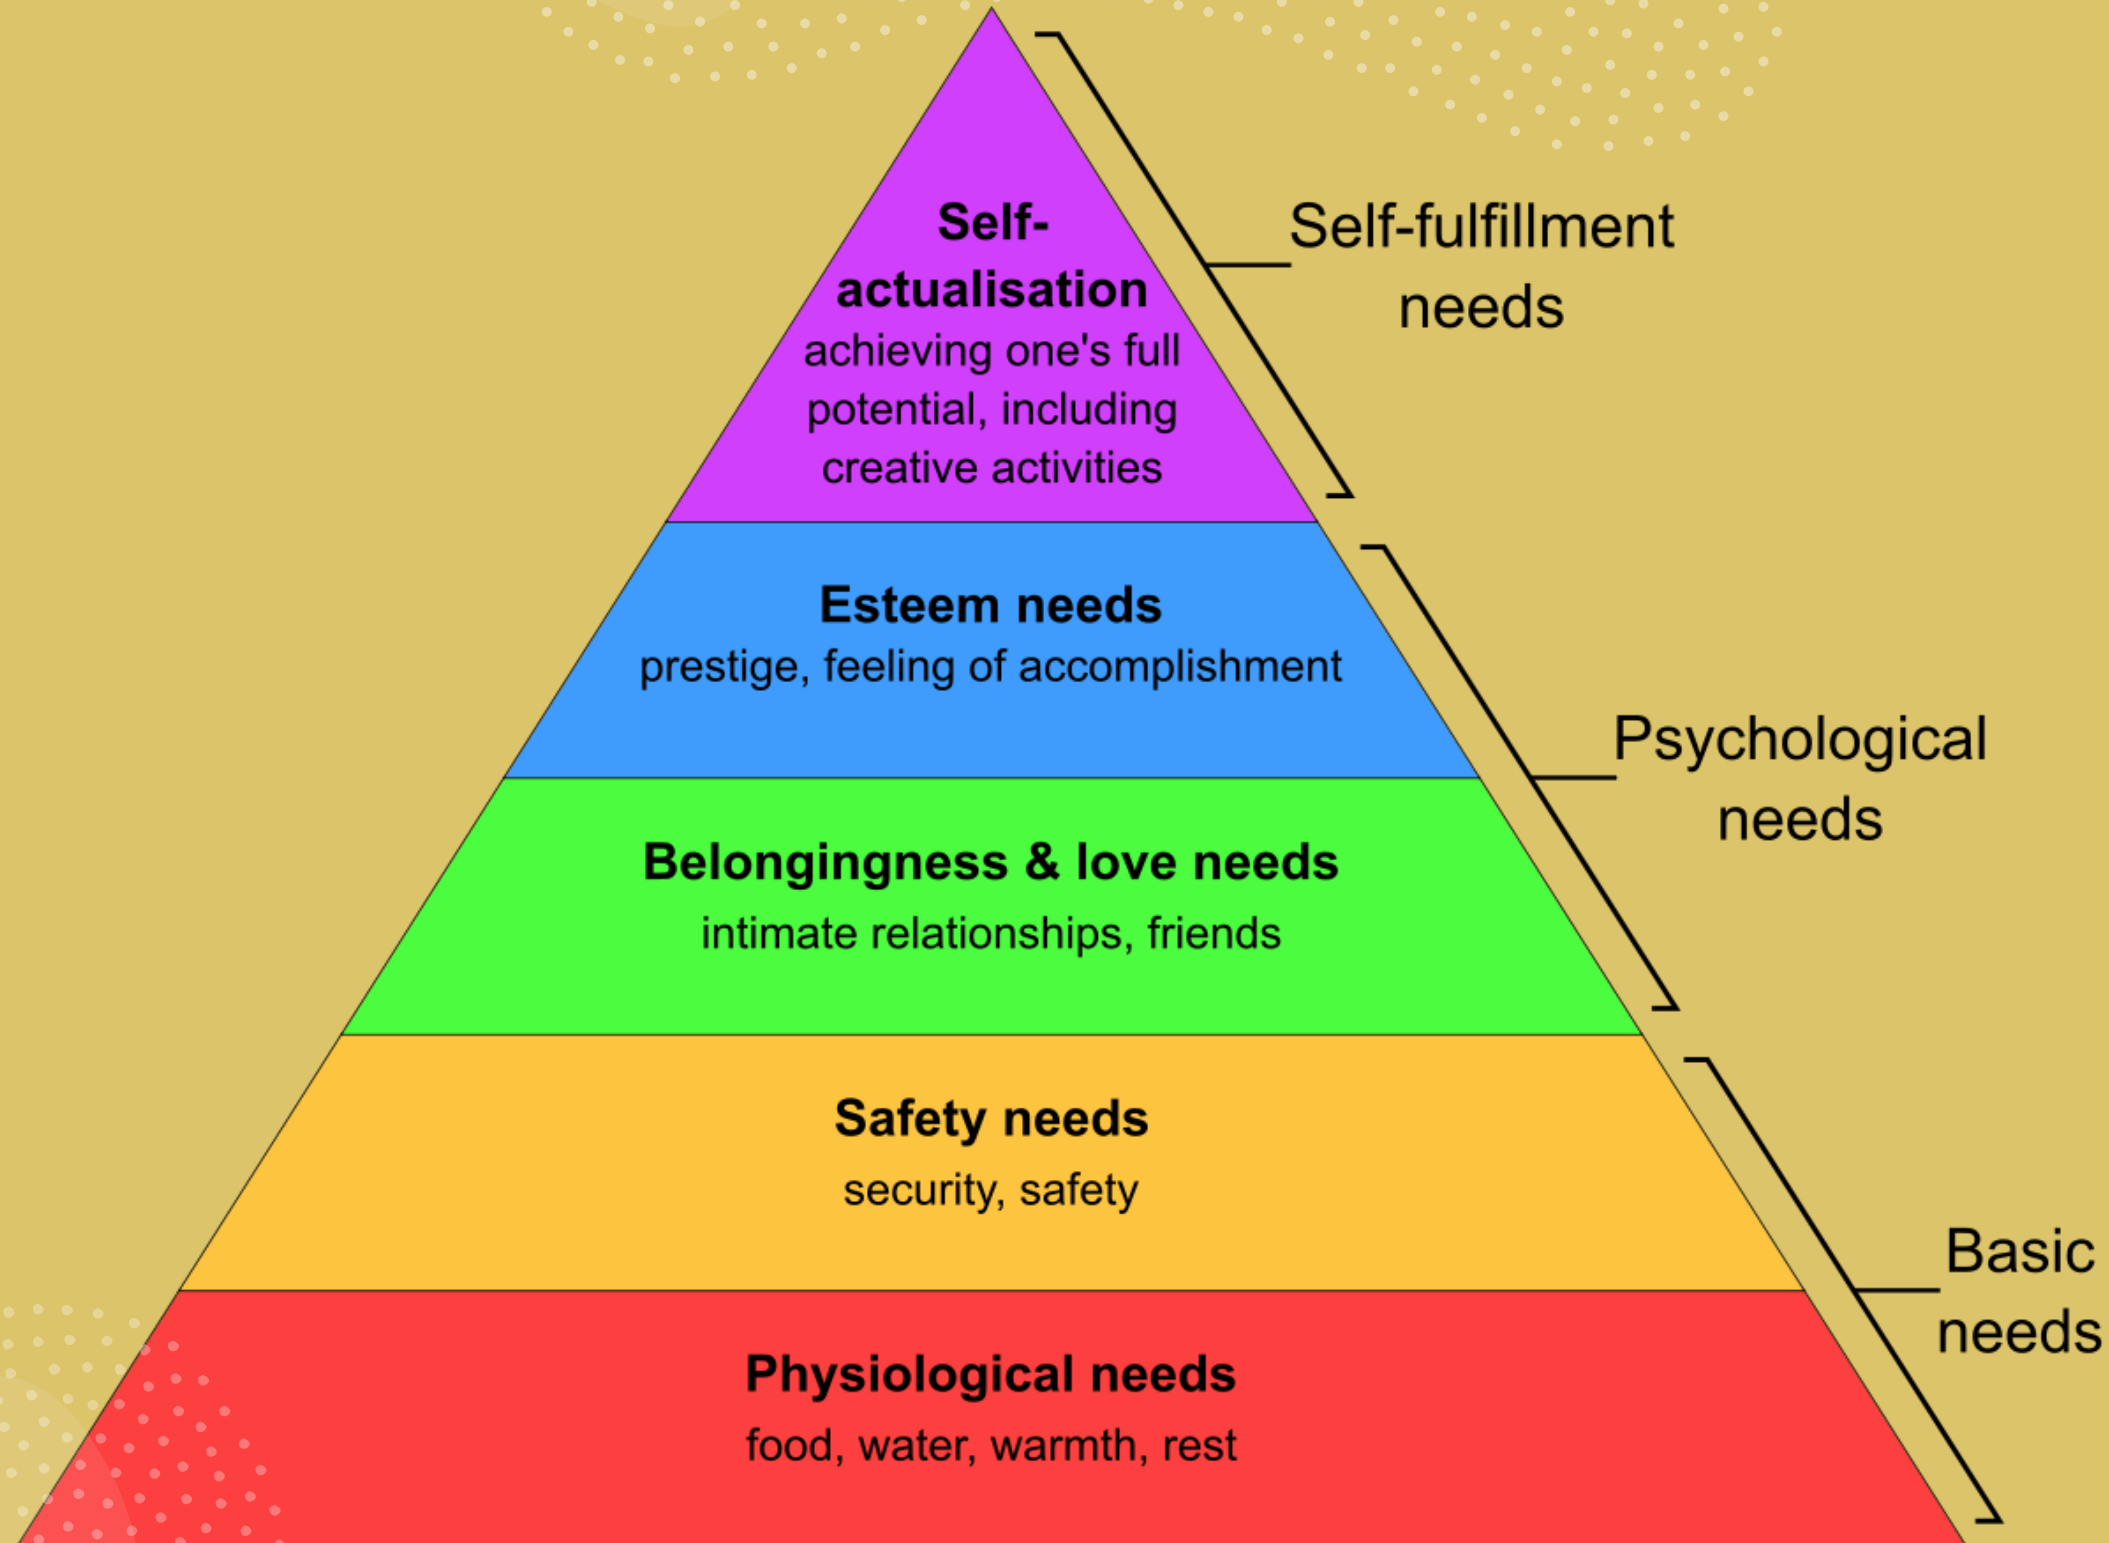 Self-
actualisation
achieving one's full
potential, including
creative activities
Self-fulfillment
needs
Esteem needs
prestige, feeling of accomplishment
Psychological
needs
Belongingness & love needs
intimate relationships, friends
Safety needs
security, safety
Basic
needs
Physiological needs
food, water, warmth, rest